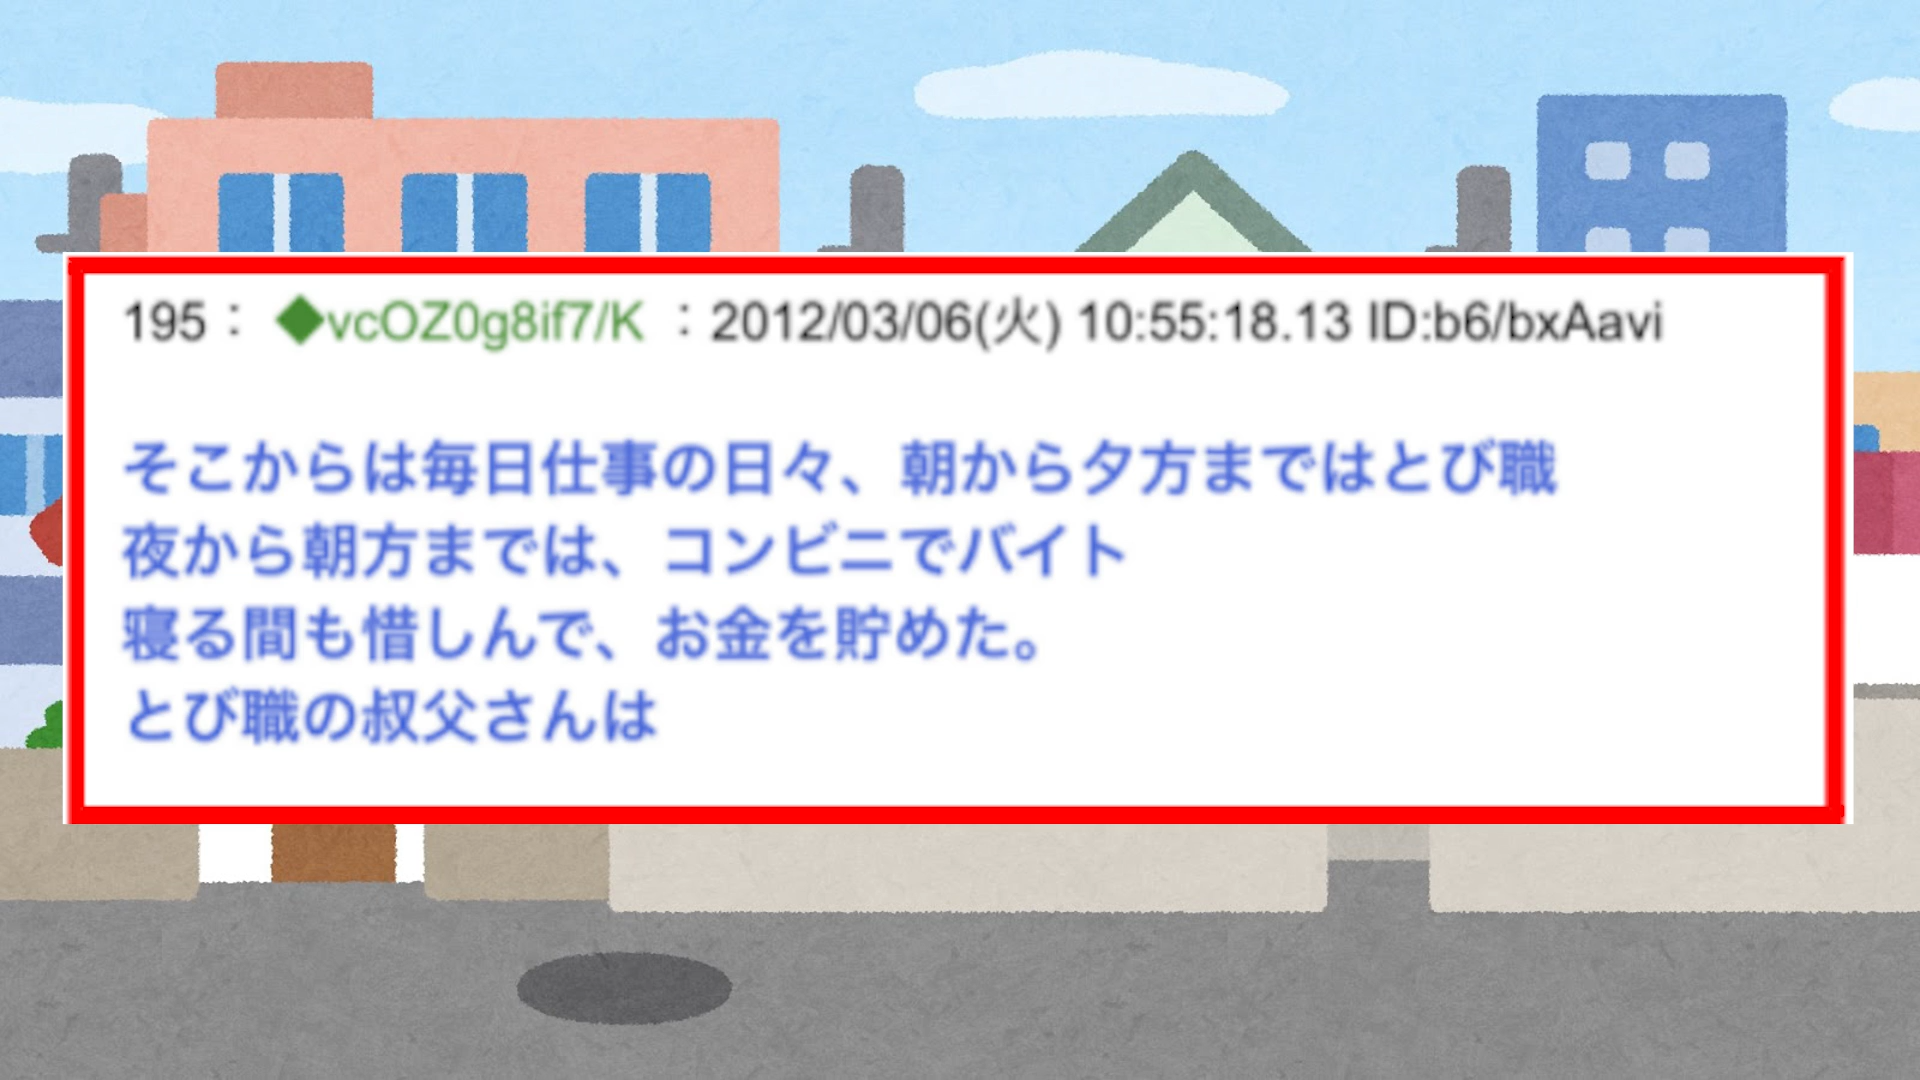 195： ◆vcOZ0g8if7/K ：2012/03/06(火) 10:55:18.13 ID:b6/bxAavi
そこからは毎日仕事の日々、朝から夕方まではとび職
夜から朝方までは、コンビニでバイト
寝る間も惜しんで、お金を貯めた。
とび職の叔父さんは